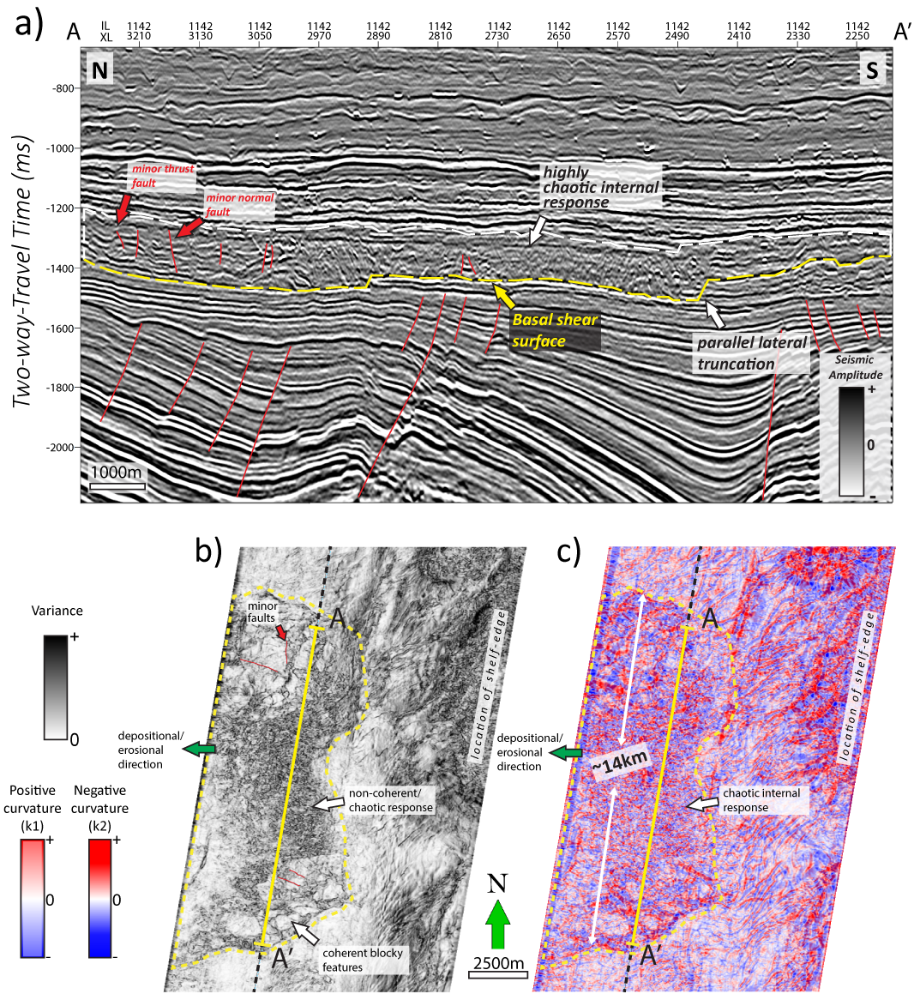 a)
A
IL
XL
1142
3210
1142
3130
1142
3050
1142
2970
1142
2890
1142
2810
1142
2730
1142
2650
1142
2570
1142
2490
1142
2410
1142
2330
1142
2250
A'
N
S
Two-way-Travel Time (ms)
-800
-1000
-1200
-1400
-1600
-1800
-2000
minor thrust
fault
minor normal
fault
highly
chaotic internal
response
Basal shear
surface
parallel lateral
truncation
Seismic
Amplitude
+
0
-
1000m
b)
Variance
+
0
minor
faults
A
location of shelf-edge
depositional/
erosional
direction
non-coherent/
chaotic response
Positive
curvature
(k1)
+
0
-
Negative
curvature
(k2)
+
0
-
A'
coherent blocky
features
N
2500m
c)
A
location of shelf-edge
depositional/
erosional
direction
~14km
chaotic internal
response
A'